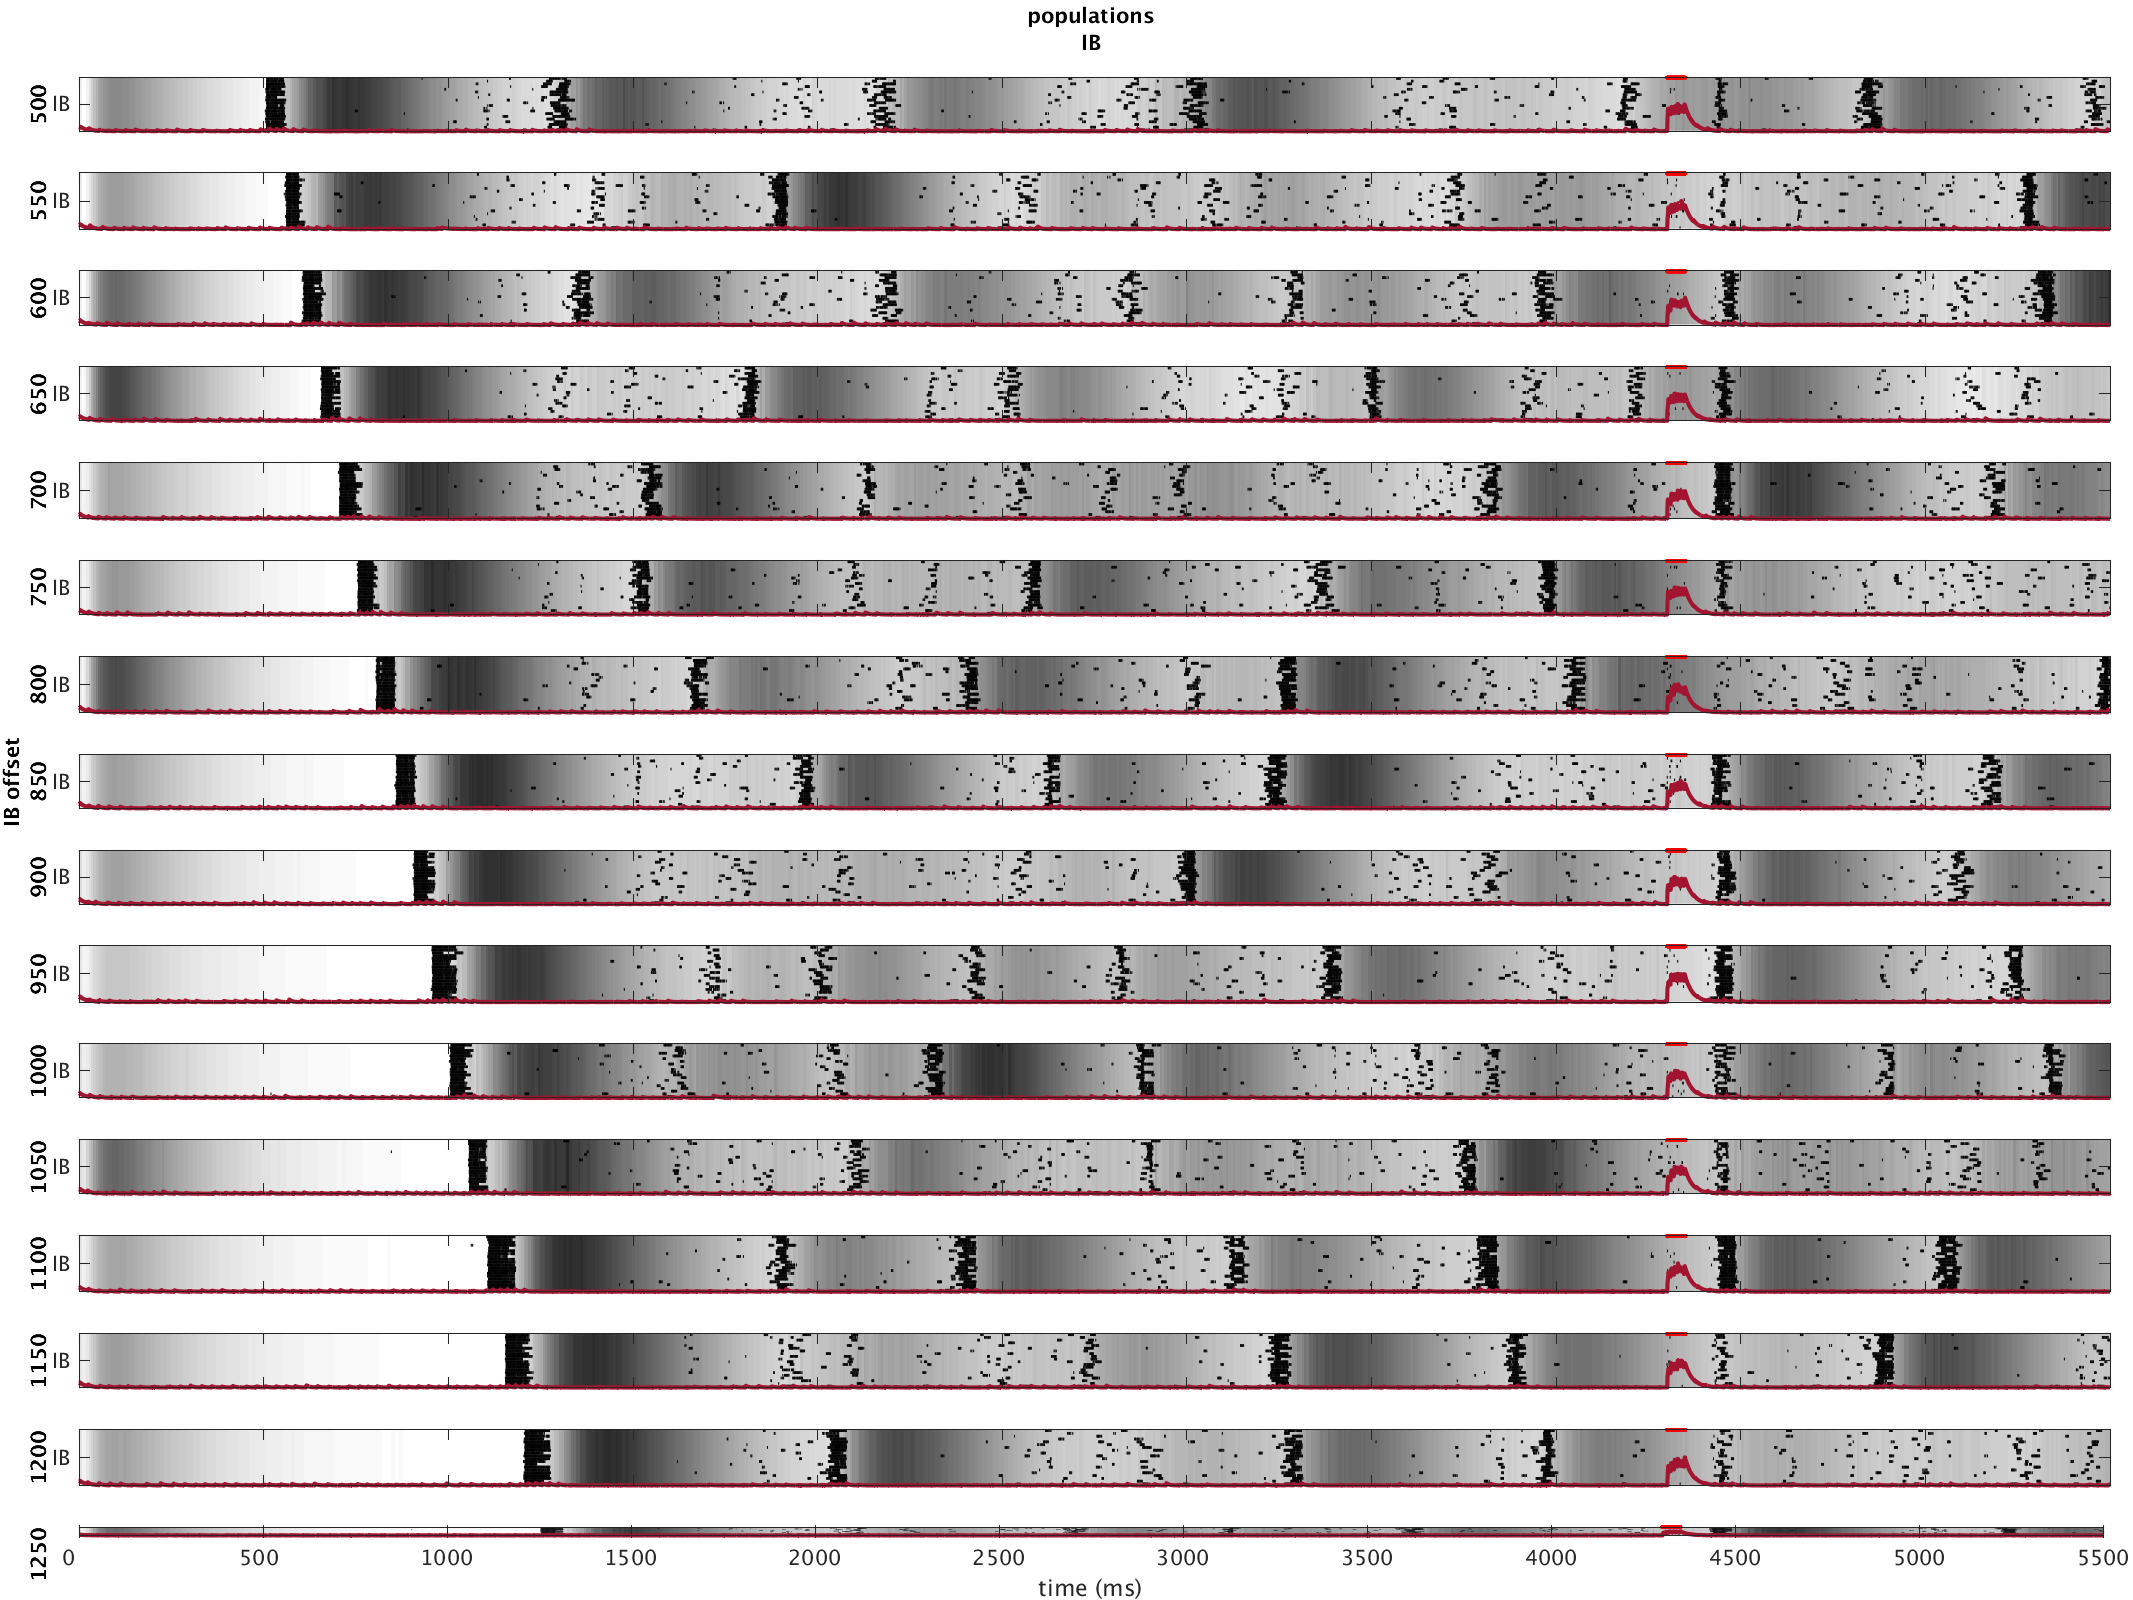 populations
IB
500 IB
550 IB
600 IB
650 IB
700 IB
750 IB
800 IB
850 IB
900 IB
950 IB
1000 IB
1050 IB
1100 IB
1150 IB
1200 IB
1250
IB offset
0 500 1000 1500 2000 2500 3000 3500 4000 4500 5000 5500
time (ms)